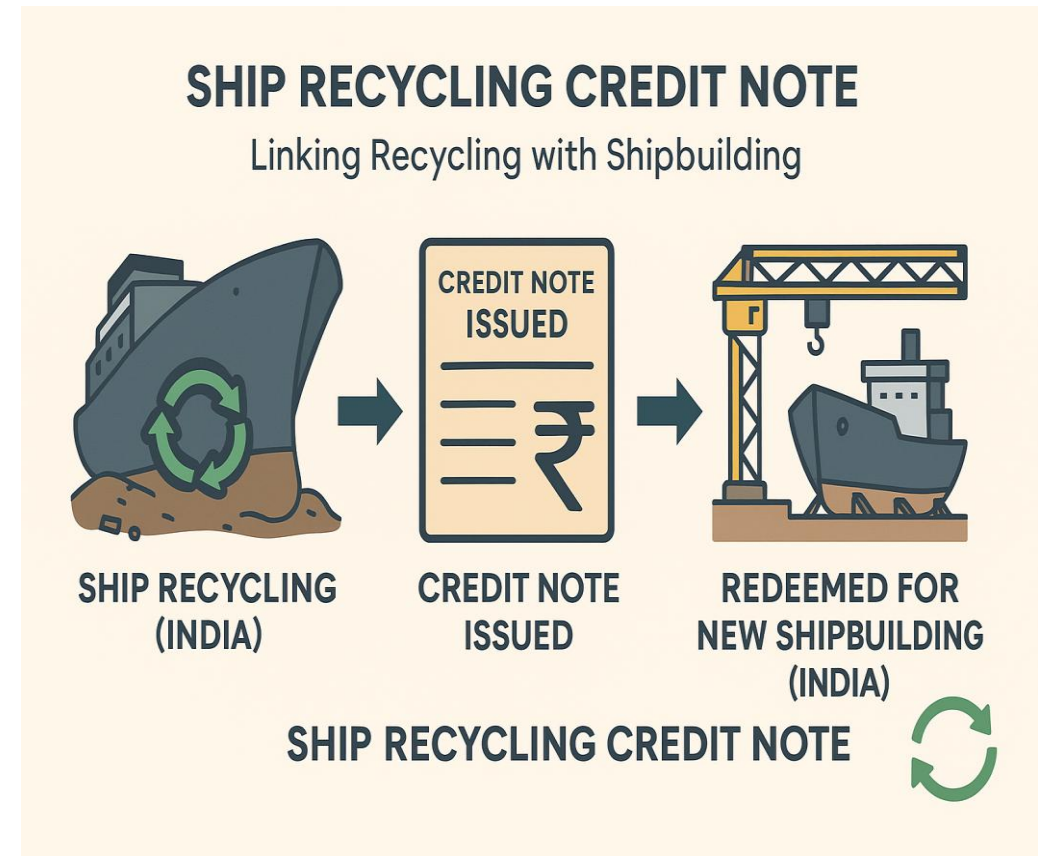 SHIP RECYCLING CREDIT NOTE
Linking Recycling with Shipbuilding
CREDIT NOTE
ISSUED
₹
SHIP RECYCLING
(INDIA)
CREDIT NOTE
ISSUED
REDEEMED FOR
NEW SHIPBUILDING
(INDIA)
SHIP RECYCLING CREDIT NOTE